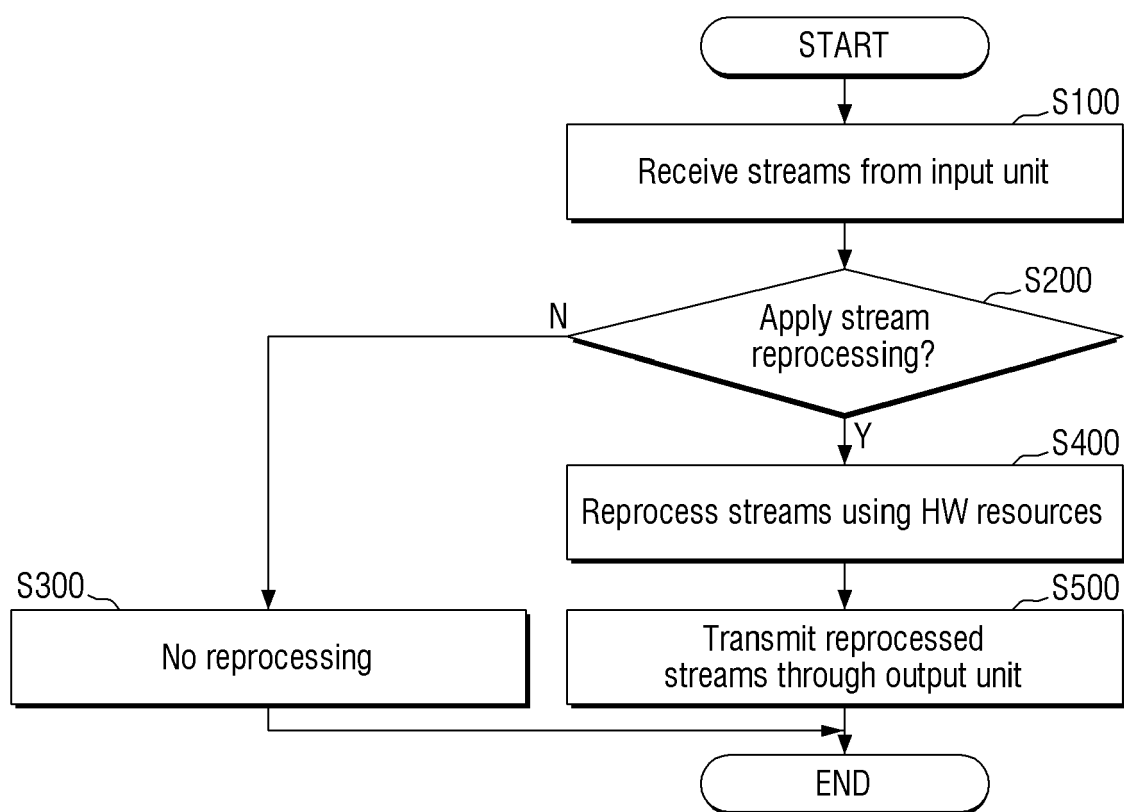 START
S100
Receive streams from input unit
S200
N
Apply stream
reprocessing?
Y
S400
Reprocess streams using HW resources
S300
No reprocessing
S500
Transmit reprocessed
streams through output unit
END